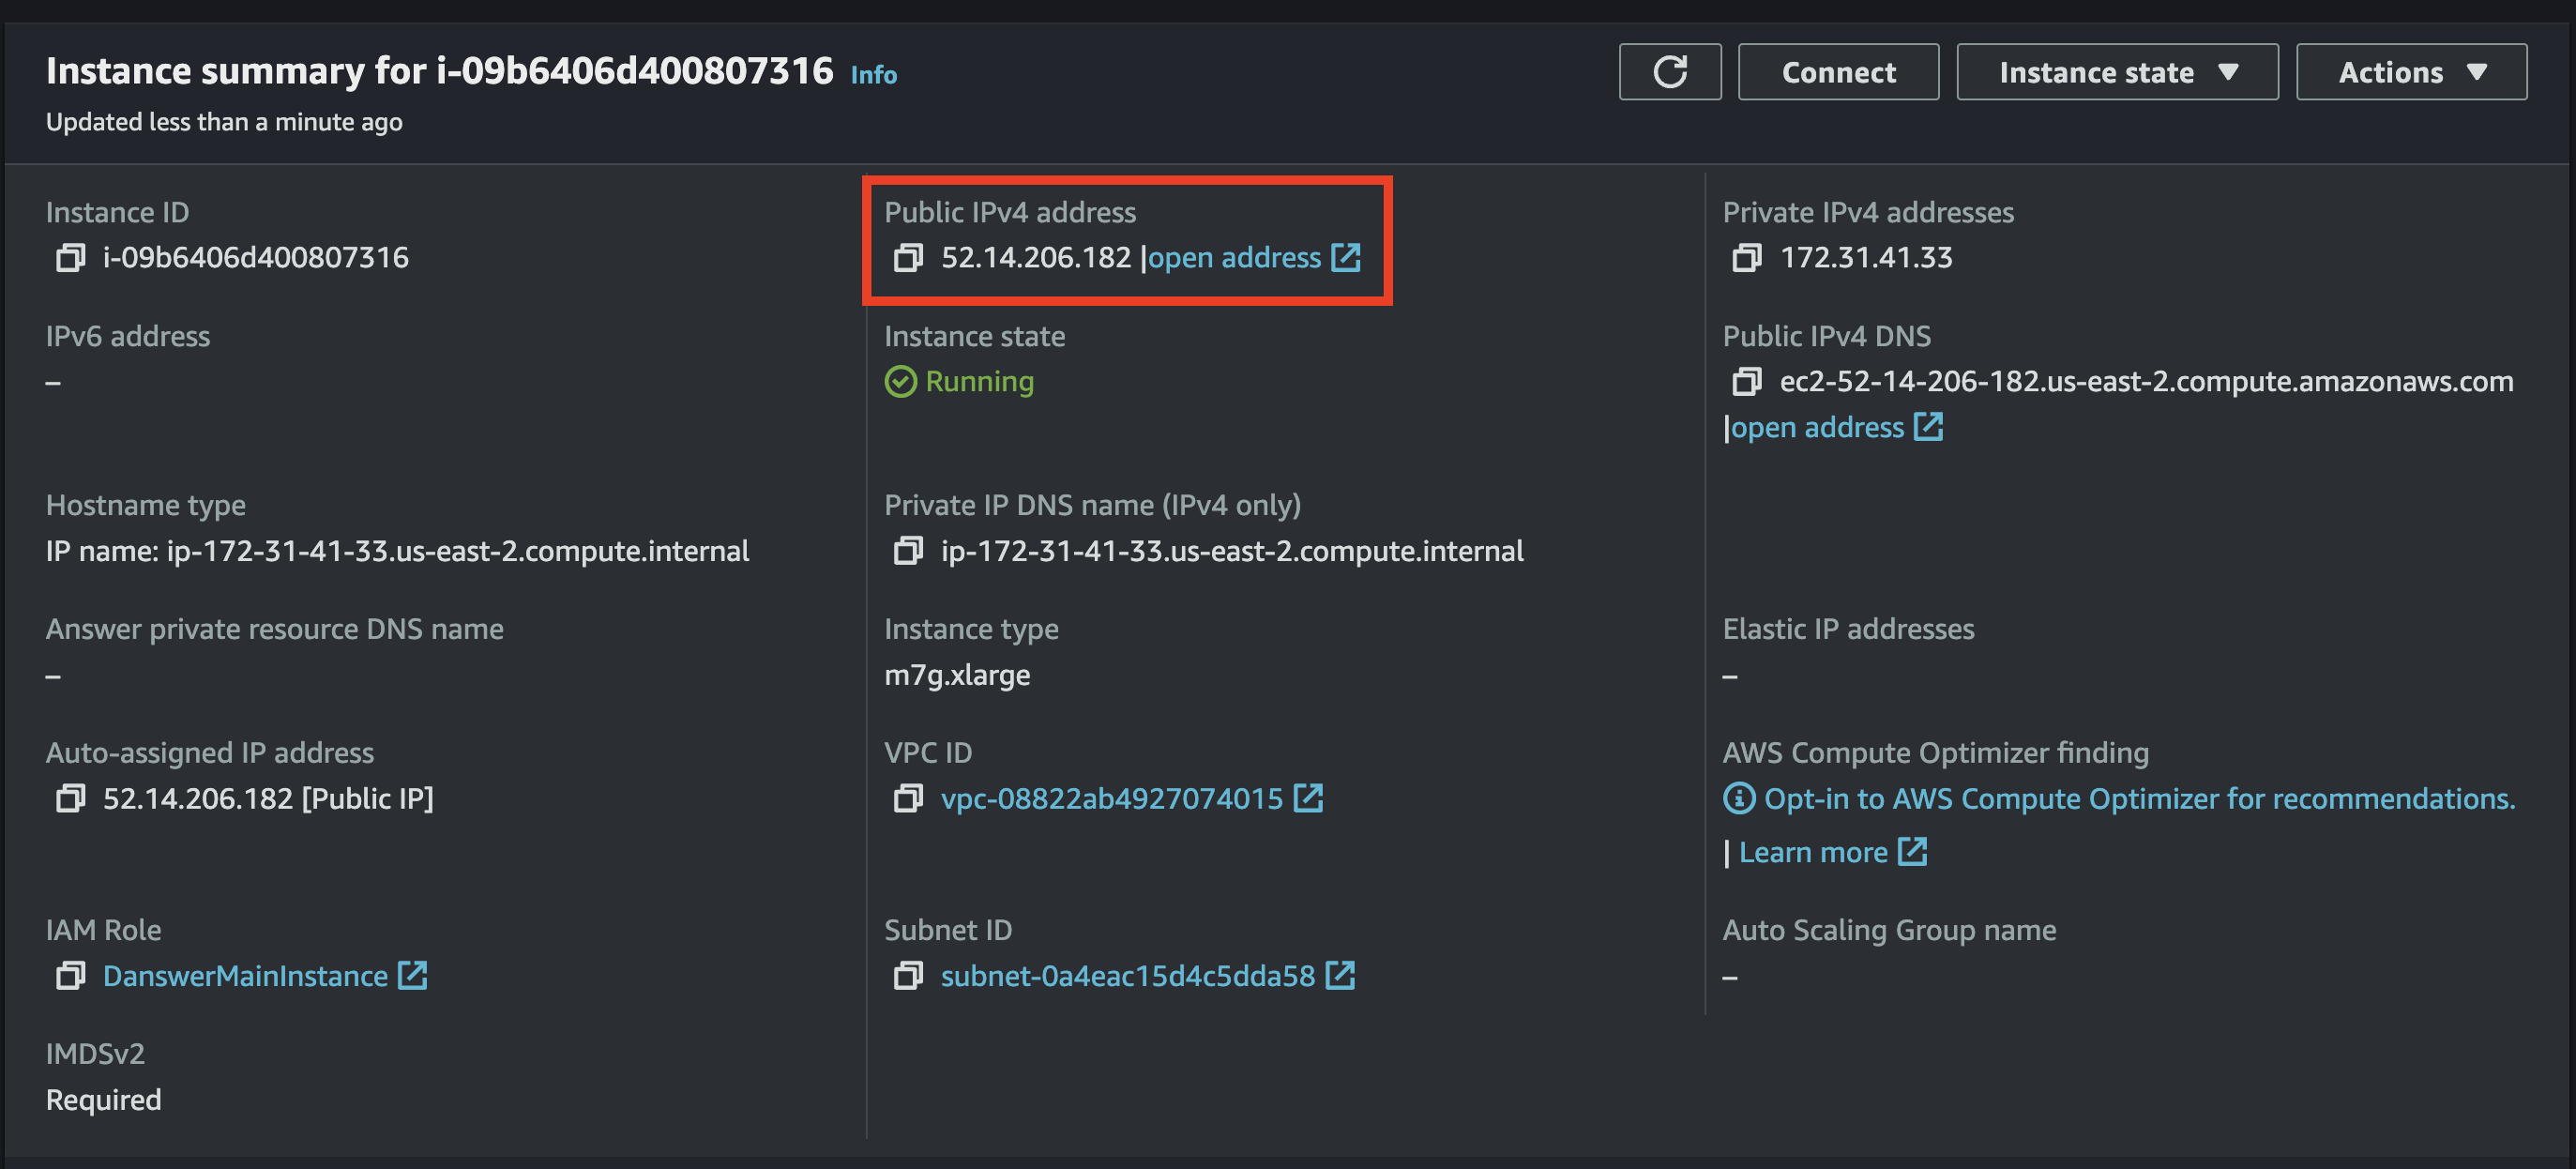 Instance summary for i-09b6406d400807316 Info
Updated less than a minute ago
Connect
Instance state
Actions
Instance ID
i-09b6406d400807316
Public IPv4 address
52.14.206.182 |open address
Private IPv4 addresses
172.31.41.33
IPv6 address
–
Instance state
Running
Public IPv4 DNS
ec2-52-14-206-182.us-east-2.compute.amazonaws.com
|open address
Hostname type
IP name: ip-172-31-41-33.us-east-2.compute.internal
Private IP DNS name (IPv4 only)
ip-172-31-41-33.us-east-2.compute.internal
Answer private resource DNS name
–
Instance type
m7g.xlarge
Elastic IP addresses
–
Auto-assigned IP address
52.14.206.182 [Public IP]
VPC ID
vpc-08822ab4927074015
AWS Compute Optimizer finding
Opt-in to AWS Compute Optimizer for recommendations.
| Learn more
IAM Role
DanswerMainInstance
Subnet ID
subnet-0a4eac15d4c5dda58
Auto Scaling Group name
–
IMDSv2
Required